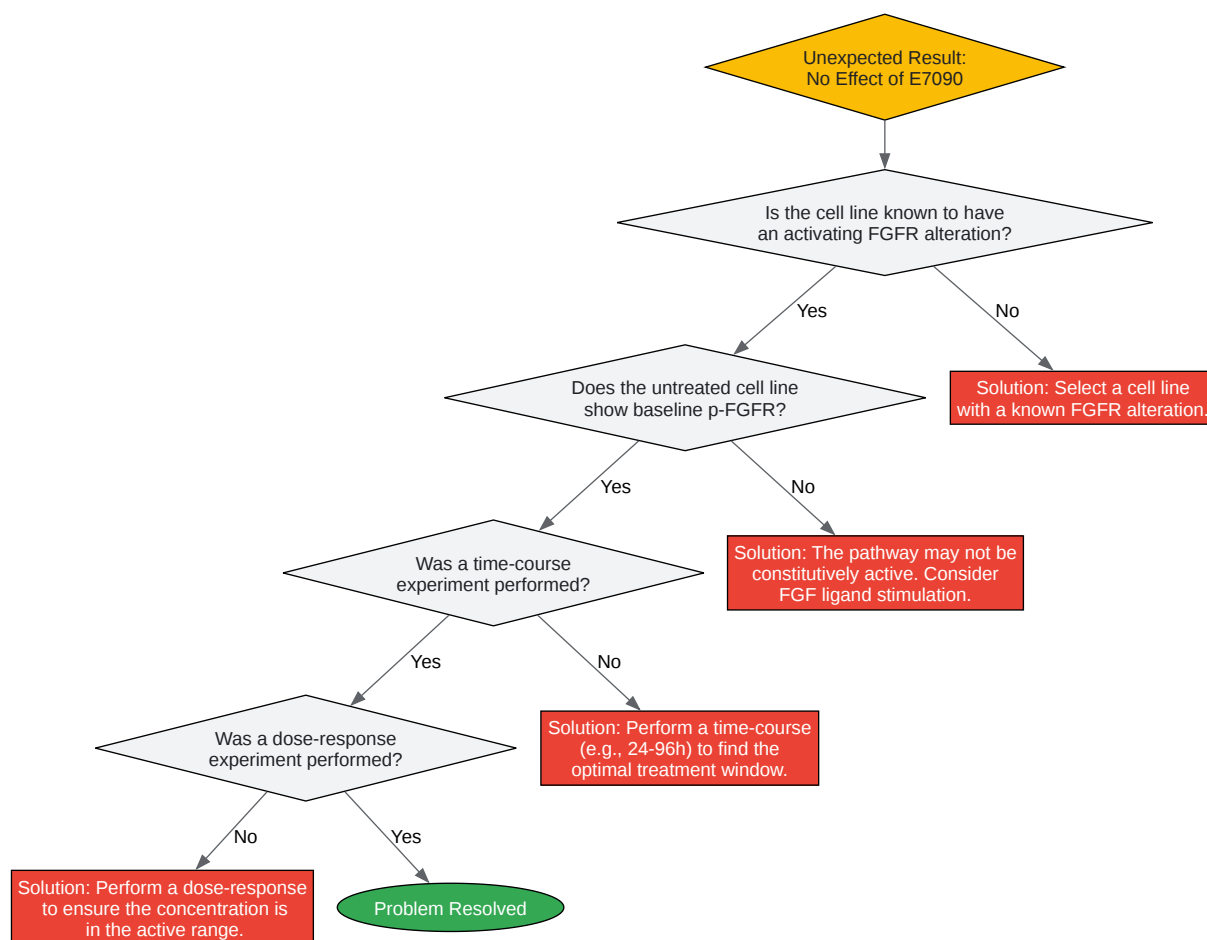 Unexpected Result:
No Effect of E7090
Is the cell line known to have
an activating FGFR alteration?
Yes
No
Does the untreated cell line
show baseline p-FGFR?
Solution: Select a cell line
with a known FGFR alteration.
Yes
No
Was a time-course
experiment performed?
Solution: The pathway may not be
constitutively active. Consider
FGF ligand stimulation.
Yes
No
Was a dose-response
experiment performed?
Solution: Perform a time-course
(e.g., 24-96h) to find the
optimal treatment window.
No
Yes
Solution: Perform a dose-response
to ensure the concentration is
in the active range.
Problem Resolved